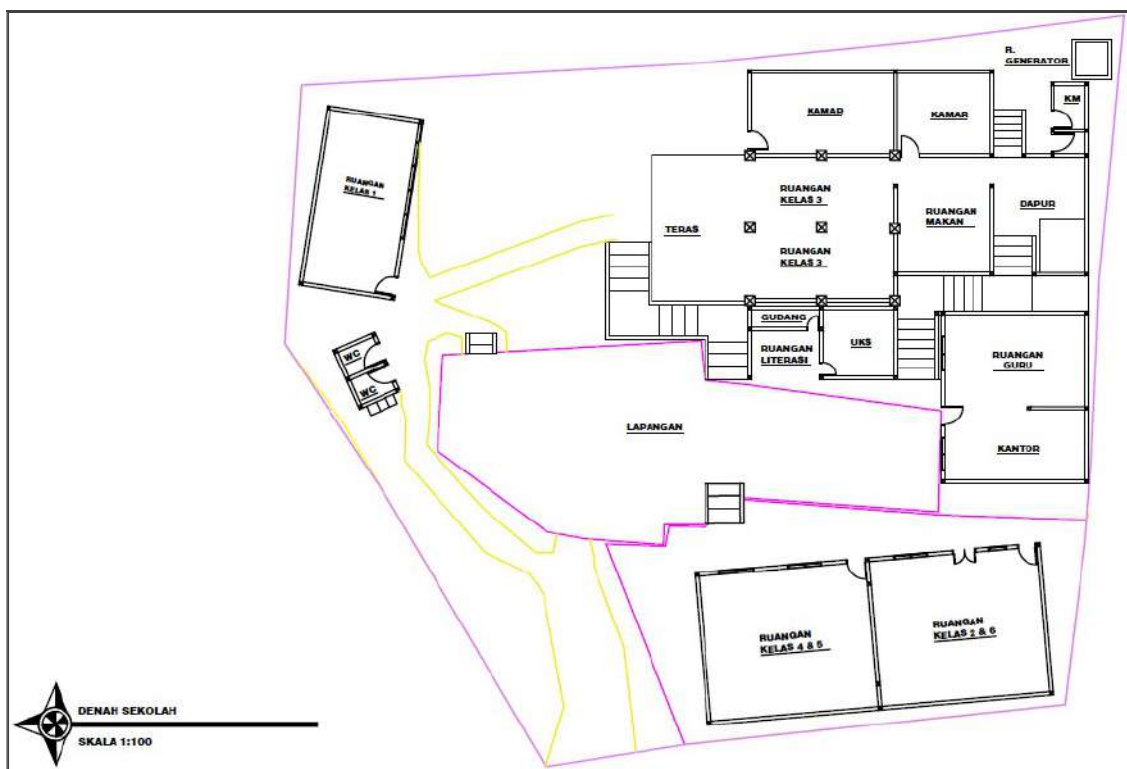 R.
GENERATOR
KAMAD
KAMAR
KM
RUANGAN
KELAS 1
RUANGAN
KELAS 3
RUANGAN
MAKAN
DAPUR
TERAS
RUANGAN
KELAS 3
GUDANG
RUANGAN
LITERASI
UKS
WC
WC
RUANGAN
GURU
LAPANGAN
KANTOR
RUANGAN
KELAS 4 & 5
RUANGAN
KELAS 2 & 6
DENAH SEKOLAH
SKALA 1:100